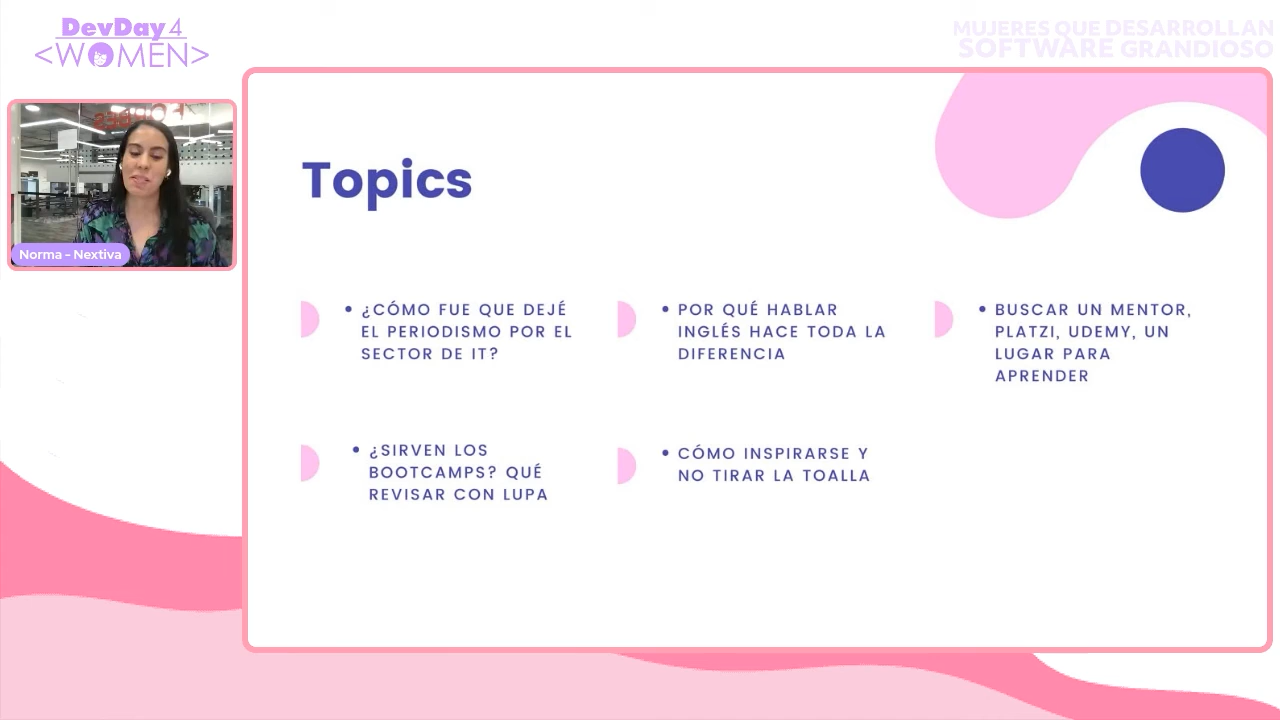 DevDay 4
<WOMEN>
MUJERES QUE DESARROLLAN
SOFTWARE GRANDIOSO
Norma - Nextiva
Topics
• ¿CÓMO FUE QUE DEJÉ
EL PERIODISMO POR EL
SECTOR DE IT?
• POR QUÉ HABLAR
INGLÉS HACE TODA LA
DIFERENCIA
• BUSCAR UN MENTOR,
PLATZI, UDEMY, UN
LUGAR PARA
APRENDER
• ¿SIRVEN LOS
BOOTCAMPS? QUÉ
REVISAR CON LUPA
• CÓMO INSPIRARSE Y
NO TIRAR LA TOALLA